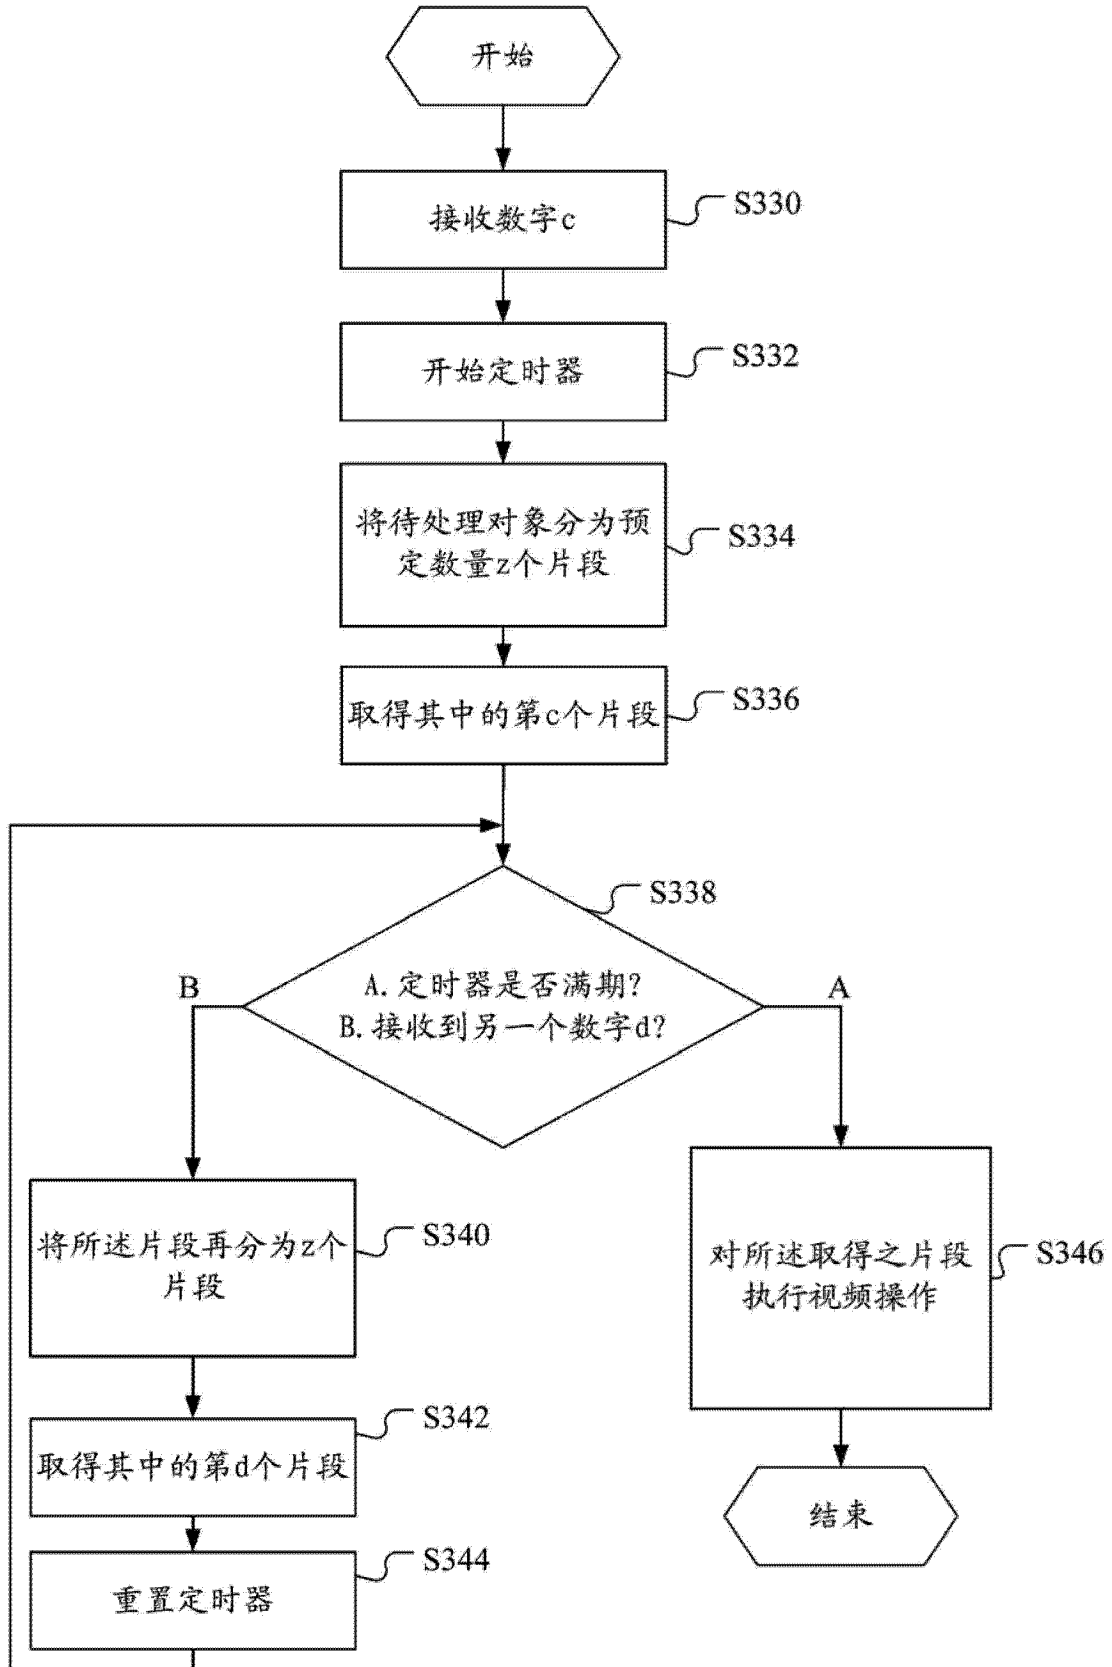 开始
接收数字c
S330
开始定时器
S332
将待处理对象分为预
定数量z个片段
S334
取得其中的第c个片段
S336
S338
A.定时器是否满期?
B.接收到另一个数字d?
B
A
将所述片段再分为z个
片段
S340
对所述取得之片段
执行视频操作
S346
取得其中的第d个片段
S342
结束
重置定时器
S344